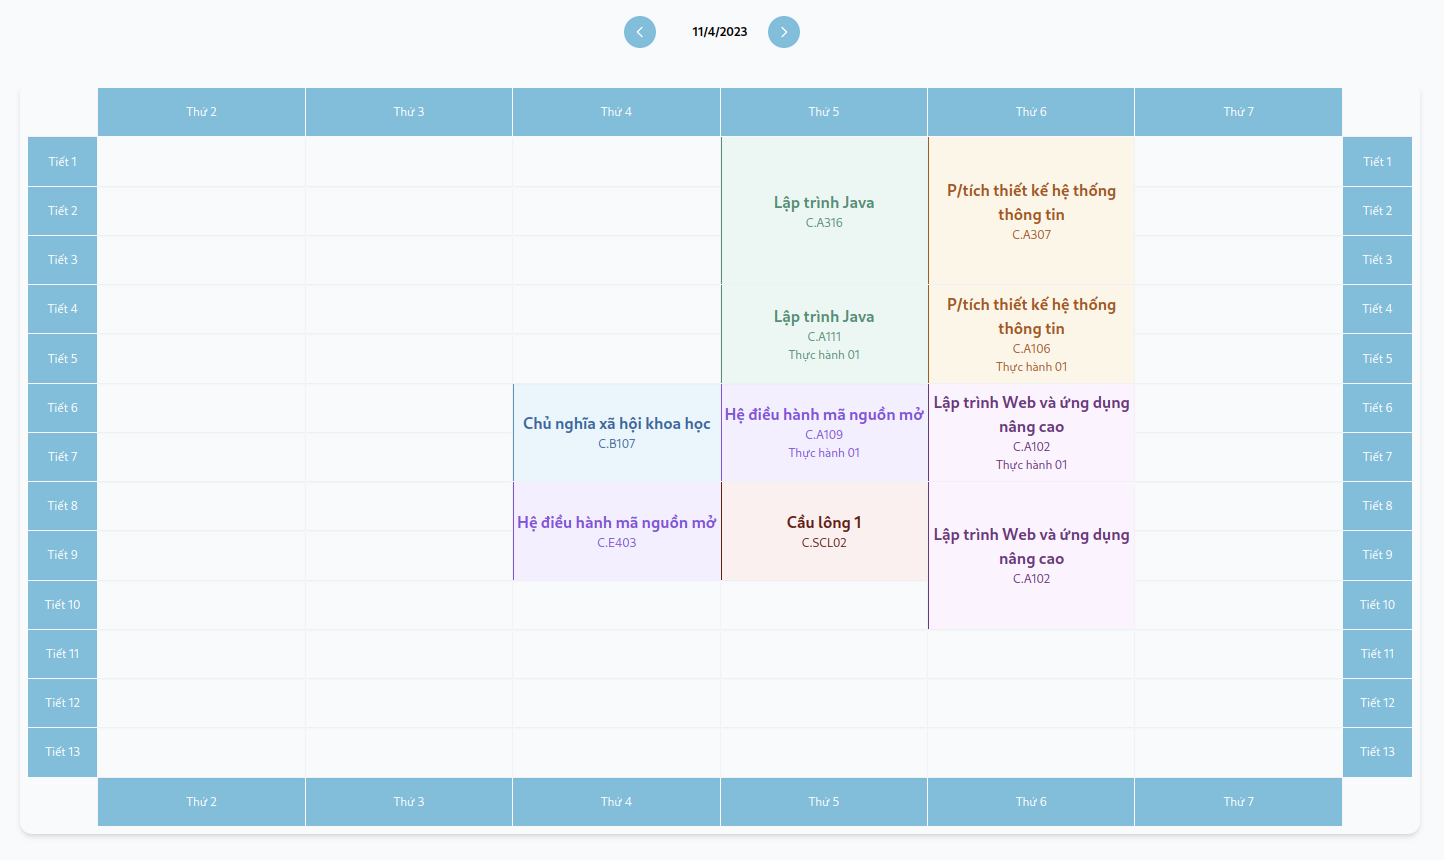 11/4/2023
Thứ 2 Thứ 3 Thứ 4 Thứ 5 Thứ 6 Thứ 7
Tiết 1 Tiết 1
Lập trình Java
C.A316
P/tích thiết kế hệ thống
thông tin
C.A307
Tiết 2 Tiết 2
Tiết 3 Tiết 3
Tiết 4 Tiết 4
Lập trình Java
C.A111
Thực hành 01
P/tích thiết kế hệ thống
thông tin
C.A106
Thực hành 01
Tiết 5 Tiết 5
Tiết 6 Tiết 6
Chủ nghĩa xã hội khoa học
C.B107
Hệ điều hành mã nguồn mở
C.A109
Thực hành 01
Lập trình Web và ứng dụng
nâng cao
C.A102
Thực hành 01
Tiết 7 Tiết 7
Tiết 8 Tiết 8
Hệ điều hành mã nguồn mở
C.E403
Cầu lông 1
C.SCL02
Lập trình Web và ứng dụng
nâng cao
C.A102
Tiết 9 Tiết 9
Tiết 10 Tiết 10
Tiết 11 Tiết 11
Tiết 12 Tiết 12
Tiết 13 Tiết 13
Thứ 2 Thứ 3 Thứ 4 Thứ 5 Thứ 6 Thứ 7